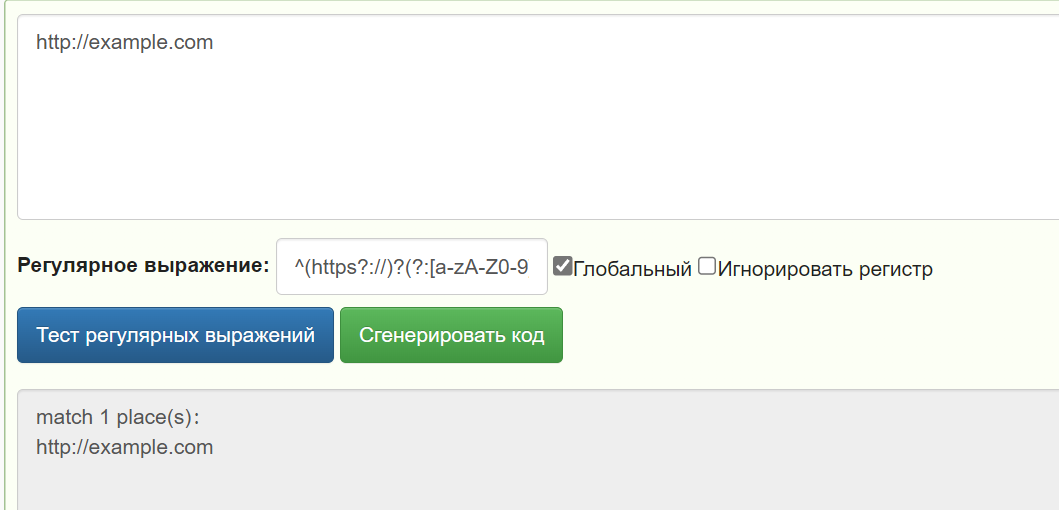 http://example.com
Регулярное выражение: ^(https?://)?(?:[a-zA-Z0-9 Глобальный Игнорировать регистр
Тест регулярных выражений Сгенерировать код
match 1 place(s):
http://example.com